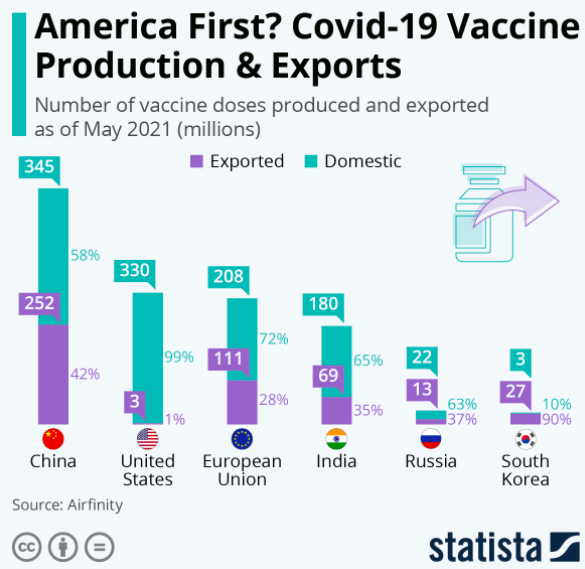 America First? Covid-19 Vaccine
Production & Exports
Number of vaccine doses produced and exported
as of May 2021 (millions)
Exported Domestic
345
58%
252
42%
China
330
99%
3
1%
United
States
208
72%
111
28%
European
Union
180
65%
69
35%
India
22
63%
13
37%
Russia
3
10%
27
90%
South
Korea
Source: Airfinity
cc
statista